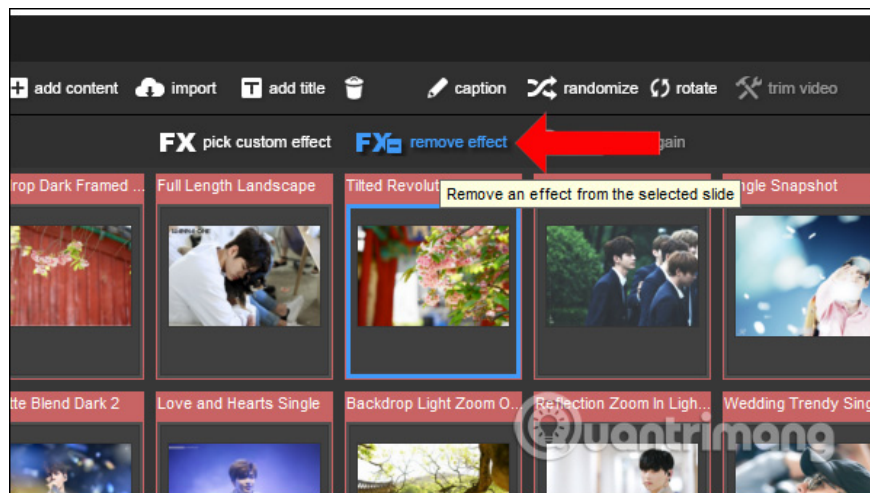 add content import T add title caption randomize rotate trim video
FX pick custom effect FX remove effect gain
rop Dark Framed ... Full Length Landscape Tilted Revolut ngle Snapshot
Remove an effect from the selected slide
tte Blend Dark 2 Love and Hearts Single Backdrop Light Zoom O... Reflection Zoom In Ligh... Wedding Trendy Sing
Quantrimang